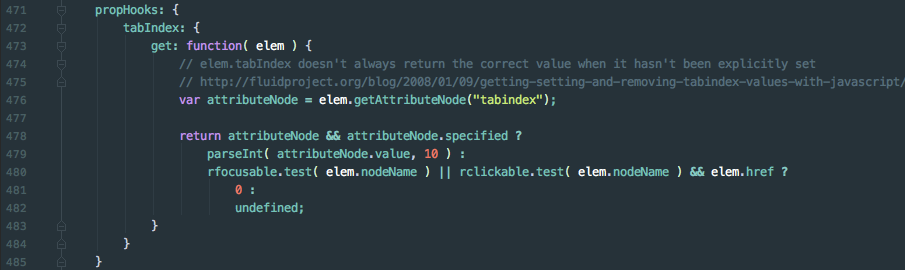 471 propHooks: {
472 tabIndex: {
473 get: function( elem ) {
474 // elem.tabIndex doesn't always return the correct value when it hasn't been explicitly set
475 // http://fluidproject.org/blog/2008/01/09/getting-setting-and-removing-tabindex-values-with-javascript/
476 var attributeNode = elem.getAttributeNode("tabindex");
477
478 return attributeNode && attributeNode.specified ?
479 parseInt( attributeNode.value, 10 ) :
480 rfocusable.test( elem.nodeName ) || rclickable.test( elem.nodeName ) && elem.href ?
481 0 :
482 undefined;
483 }
484 }
485 }